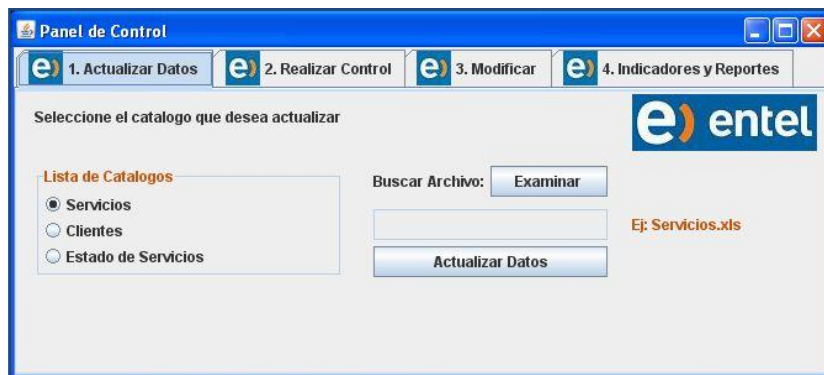 Panel de Control
e) 1. Actualizar Datos e) 2. Realizar Control e) 3. Modificar e) 4. Indicadores y Reportes
Seleccione el catalogo que desea actualizar
e) entel
Lista de Catalogos
Servicios
Clientes
Estado de Servicios
Buscar Archivo: Examinar
Ej: Servicios.xls
Actualizar Datos